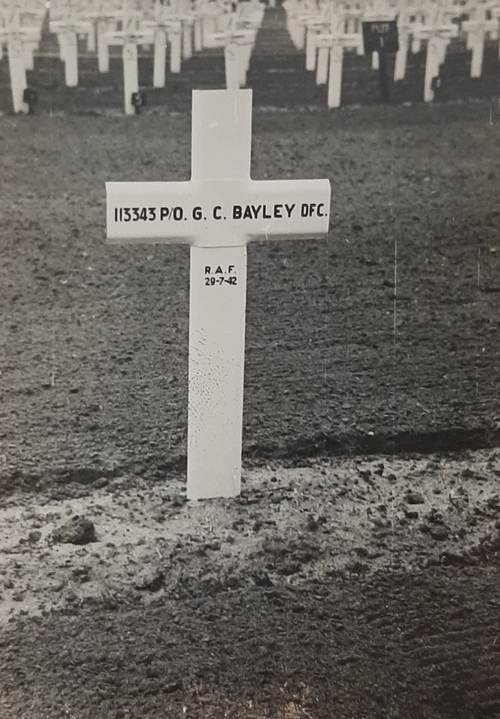 113343 P/O. G. C. BAYLEY DFC.
R.A.F.
29-7-42